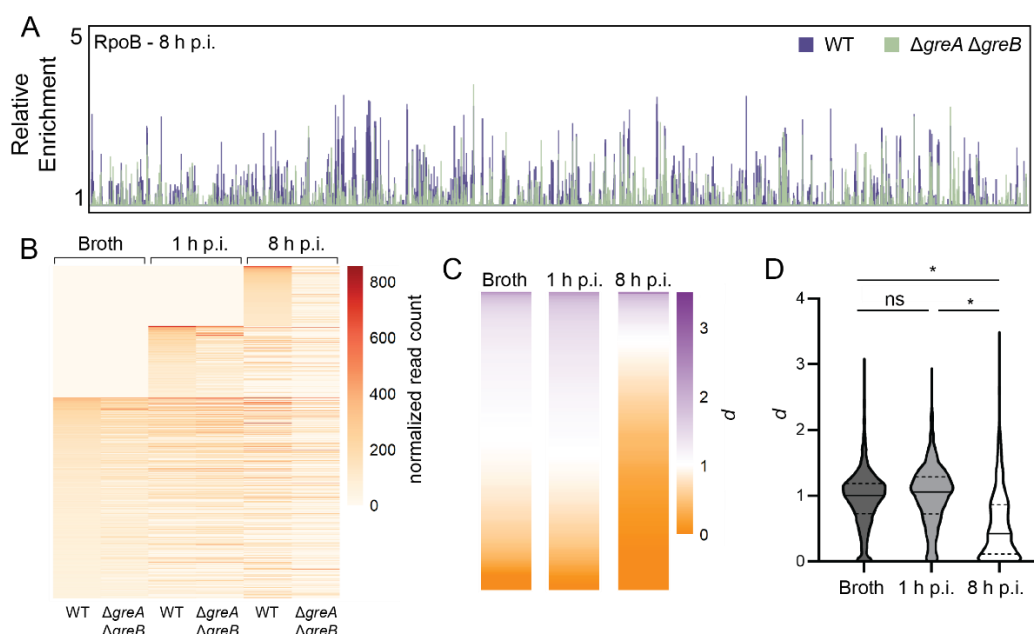 A
5
RpoB - 8 h p.i.
WT
ΔgreA ΔgreB
Relative
Enrichment
1
B
Broth
1 h p.i.
8 h p.i.
800
600
400
200
0
normalized read count
WT
ΔgreA
ΔgreB
WT
ΔgreA
ΔgreB
WT
ΔgreA
ΔgreB
C
Broth
1 h p.i.
8 h p.i.
3
2
1
0
d
D
*
ns
*
4
3
2
1
0
d
Broth
1 h p.i.
8 h p.i.